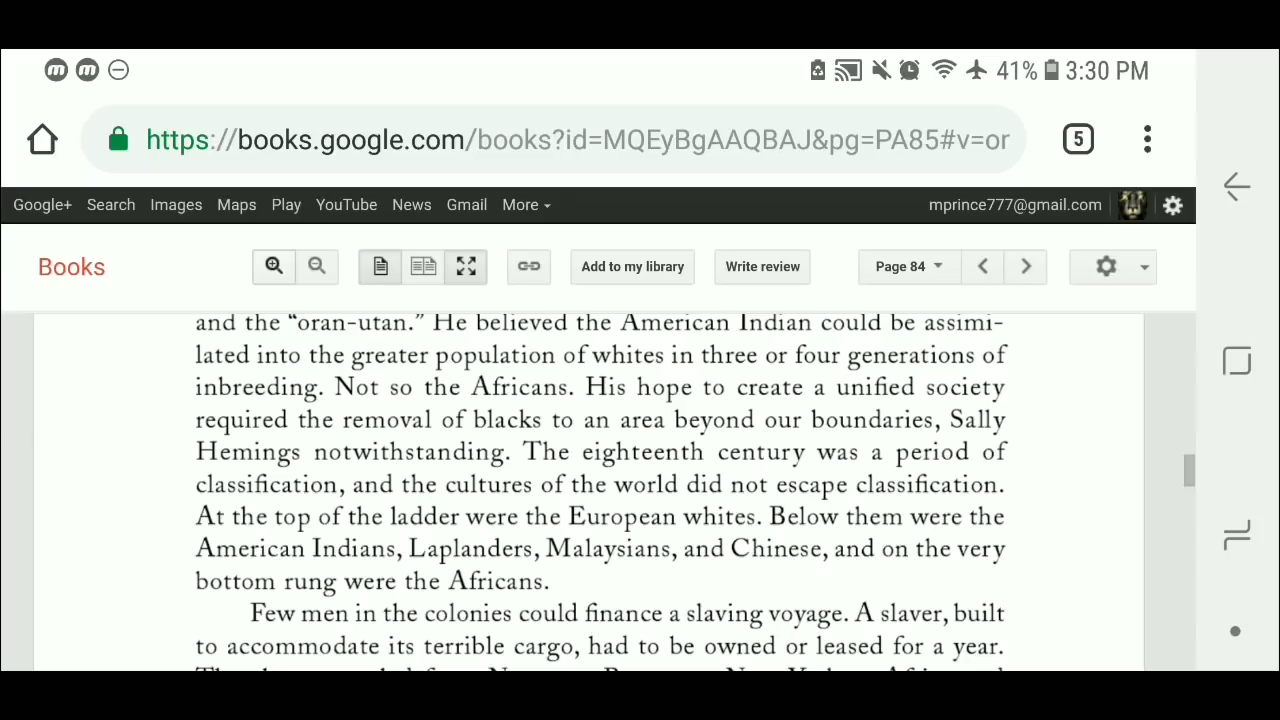 41% 3:30 PM
https://books.google.com/books?id=MQEyBgAAQBAJ&pg=PA85#v=or 5
Google+ Search Images Maps Play YouTube News Gmail More mprince777@gmail.com
Books Add to my library Write review Page 84
and the “oran-utan.” He believed the American Indian could be assimi-
lated into the greater population of whites in three or four generations of
inbreeding. Not so the Africans. His hope to create a unified society
required the removal of blacks to an area beyond our boundaries, Sally
Hemings notwithstanding. The eighteenth century was a period of
classification, and the cultures of the world did not escape classification.
At the top of the ladder were the European whites. Below them were the
American Indians, Laplanders, Malaysians, and Chinese, and on the very
bottom rung were the Africans.
Few men in the colonies could finance a slaving voyage. A slaver, built
to accommodate its terrible cargo, had to be owned or leased for a year.